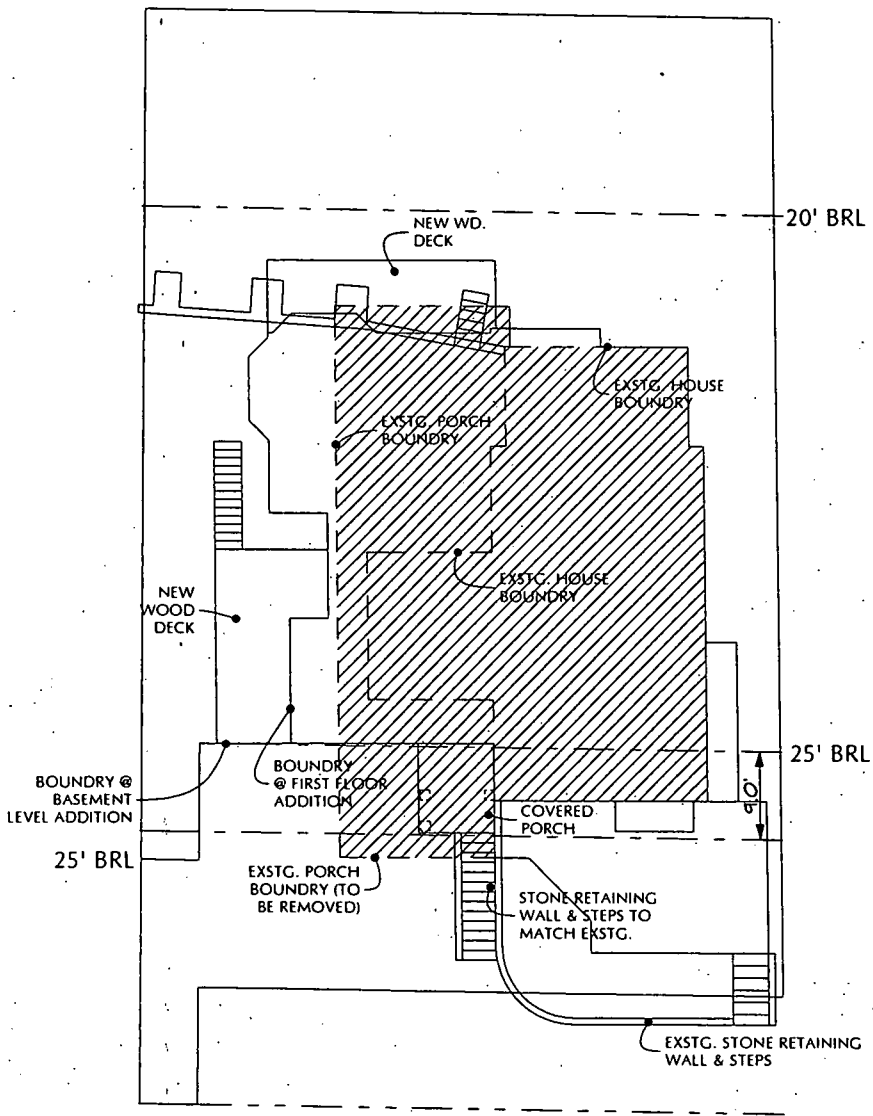 20' BRL
NEW WD.
DECK
EXSTG. HOUSE
BOUNDRY
EXSTG. PORCH
BOUNDRY
EXSTG. HOUSE
BOUNDRY
NEW
WOOD
DECK
25' BRL
BOUNDRY @
BASEMENT
LEVEL ADDITION
BOUNDRY
@ FIRST FLOOR
ADDITION
9.0'
COVERED
PORCH
25' BRL
EXSTG. PORCH
BOUNDRY (TO
BE REMOVED)
STONE RETAINING
WALL & STEPS TO
MATCH EXSTG.
EXSTG. STONE RETAINING
WALL & STEPS